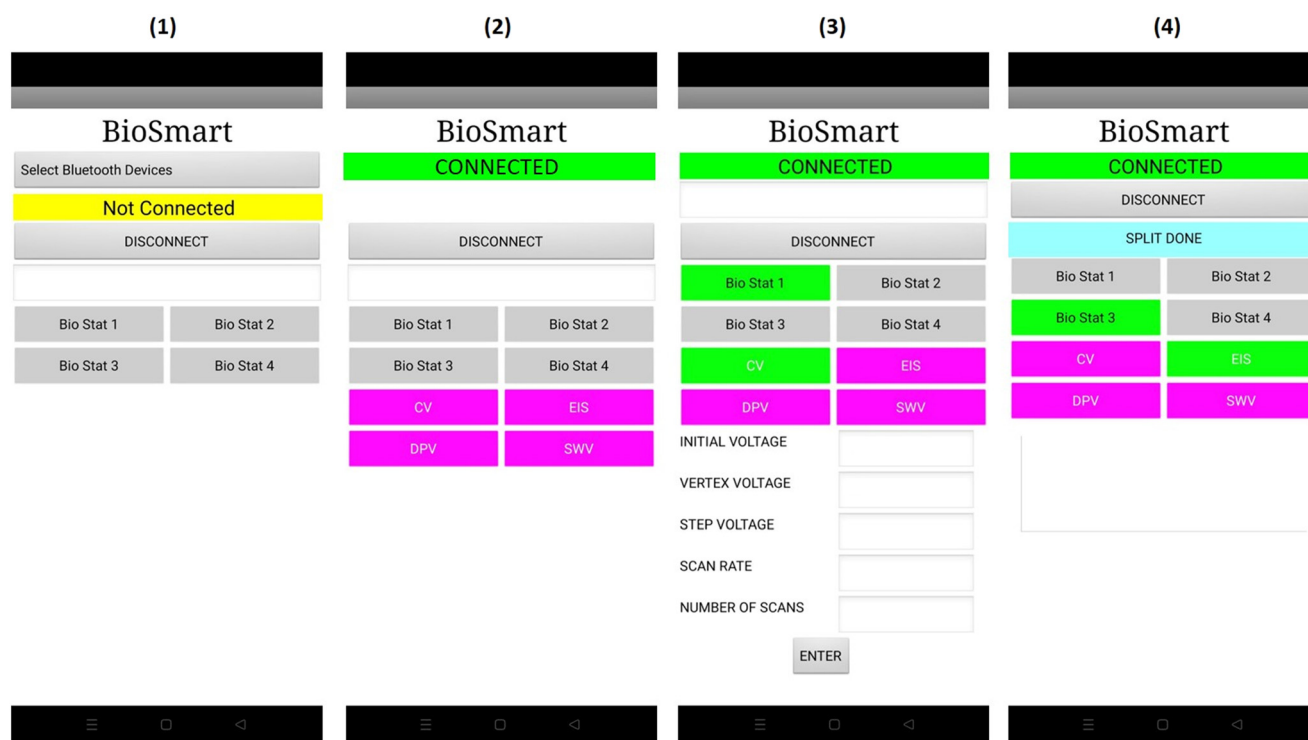 (1)
BioSmart
Select Bluetooth Devices
Not Connected
DISCONNECT
Bio Stat 1 Bio Stat 2
Bio Stat 3 Bio Stat 4
(2)
BioSmart
CONNECTED
DISCONNECT
Bio Stat 1 Bio Stat 2
Bio Stat 3 Bio Stat 4
CV EIS
DPV SWV
(3)
BioSmart
CONNECTED
DISCONNECT
Bio Stat 1 Bio Stat 2
Bio Stat 3 Bio Stat 4
CV EIS
DPV SWV
INITIAL VOLTAGE
VERTEX VOLTAGE
STEP VOLTAGE
SCAN RATE
NUMBER OF SCANS
ENTER
(4)
BioSmart
CONNECTED
DISCONNECT
SPLIT DONE
Bio Stat 1 Bio Stat 2
Bio Stat 3 Bio Stat 4
CV EIS
DPV SWV